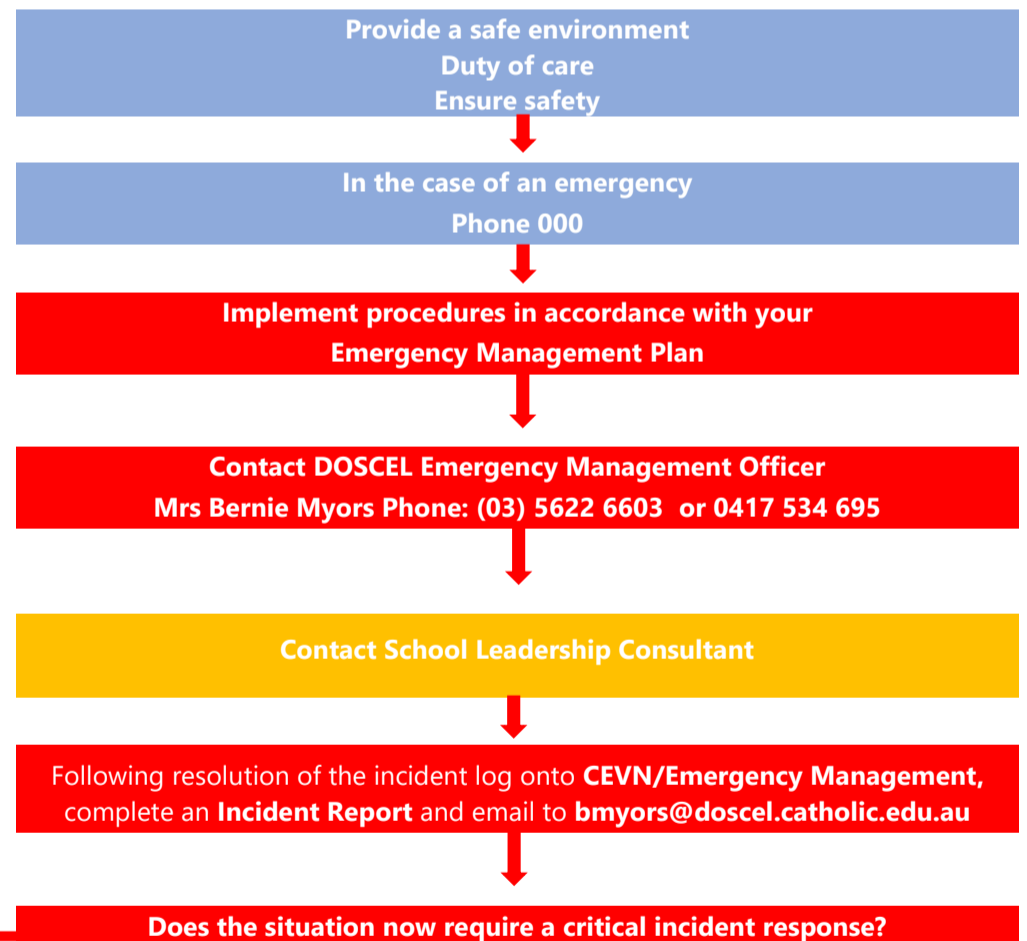 Provide a safe environment
Duty of care
Ensure safety
In the case of an emergency
Phone 000
Implement procedures in accordance with your
Emergency Management Plan
Contact DOSCEL Emergency Management Officer
Mrs Bernie Myors Phone: (03) 5622 6603  or 0417 534 695
Contact School Leadership Consultant
Following resolution of the incident log onto CEVN/Emergency Management,
complete an Incident Report and email to bmyors@doscel.catholic.edu.au
Does the situation now require a critical incident response?